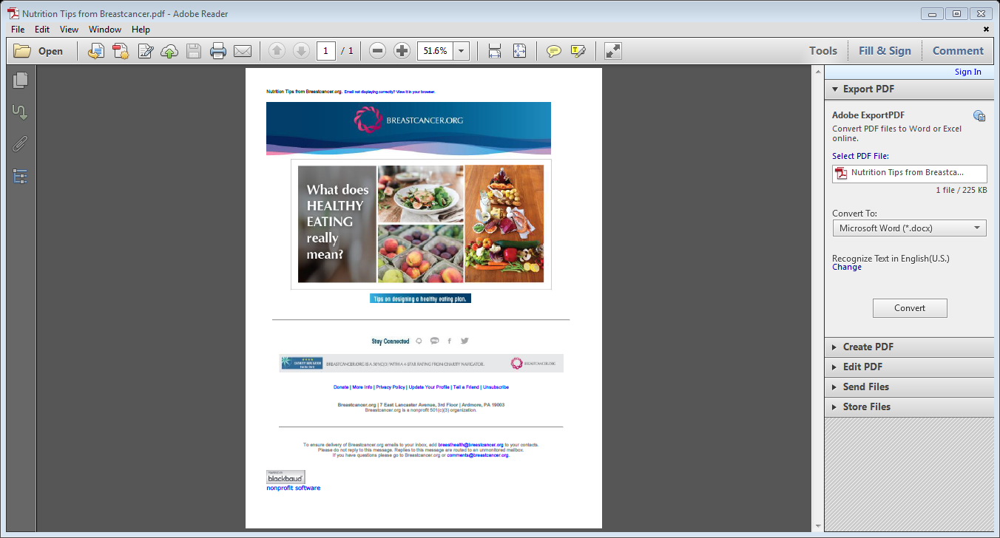 Nutrition Tips from Breastcancer.pdf - Adobe Reader
File Edit View Window Help
Open 1 / 1 51.6% Tools Fill & Sign Comment
Sign In
Export PDF
Adobe ExportPDF
Convert PDF files to Word or Excel
online.
Select PDF File:
Nutrition Tips from Breastca...
1 file / 225 KB
Convert To:
Microsoft Word (*.docx)
Recognize Text in English(U.S.)
Change
Convert
Create PDF
Edit PDF
Send Files
Store Files
Nutrition Tips from Breastcancer.org. Email not displaying correctly? View it in your browser.
BREASTCANCER.ORG
What does
HEALTHY
EATING
really
mean?
Tips on designing a healthy eating plan.
Stay Connected
CHARITY NAVIGATOR
BREASTCANCER.ORG IS A 501(C)(3) WITH A 4-STAR RATING FROM CHARITY NAVIGATOR.
BREASTCANCER.ORG
Donate | More Info | Privacy Policy | Update Your Profile | Tell a Friend | Unsubscribe
Breastcancer.org | 7 East Lancaster Avenue, 3rd Floor | Ardmore, PA 19003
Breastcancer.org is a nonprofit 501(c)(3) organization.
To ensure delivery of Breastcancer.org emails to your inbox, add breasthealth@breastcancer.org to your contacts.
Please do not reply to this message. Replies to this message are routed to an unmonitored mailbox.
If you have questions please go to Breastcancer.org or comments@breastcancer.org.
blackbaud
nonprofit software